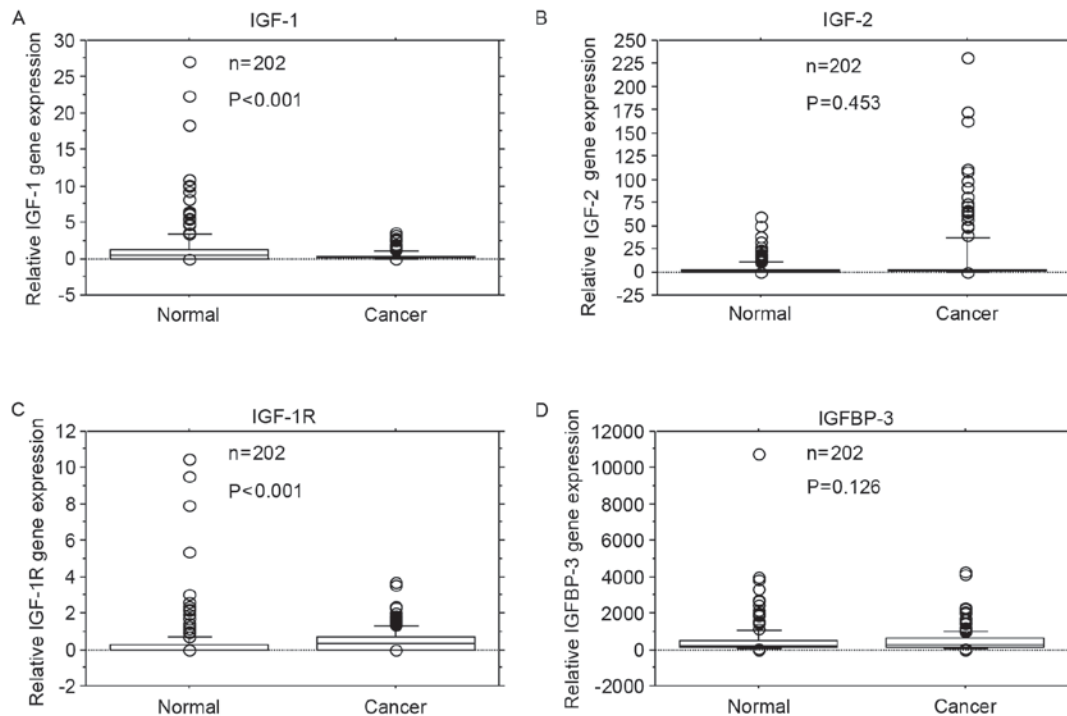 A
IGF-1
Relative IGF-1 gene expression
30
25
20
15
10
5
0
-5
n=202
P<0.001
Normal
Cancer
B
IGF-2
Relative IGF-2 gene expression
250
225
200
175
150
125
100
75
50
25
0
-25
n=202
P=0.453
Normal
Cancer
C
IGF-1R
Relative IGF-1R gene expression
12
10
8
6
4
2
0
-2
n=202
P<0.001
Normal
Cancer
D
IGFBP-3
Relative IGFBP-3 gene expression
12000
10000
8000
6000
4000
2000
0
-2000
n=202
P=0.126
Normal
Cancer